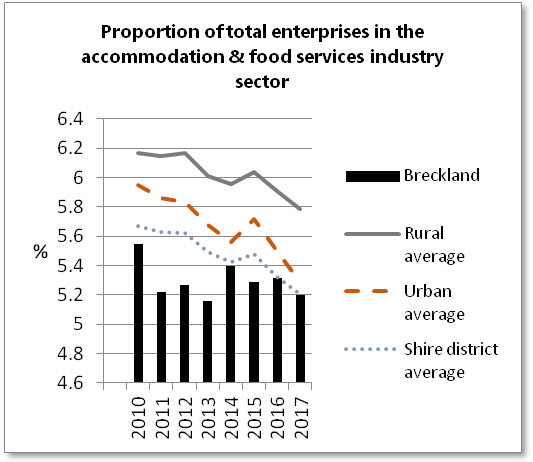 Proportion of total enterprises in the
accommodation & food services industry
sector
6.4
6.2
6
5.8
5.6
5.4
5.2
5
4.8
4.6
%
2010
2011
2012
2013
2014
2015
2016
2017
Breckland
Rural
average
Urban
average
Shire district
average